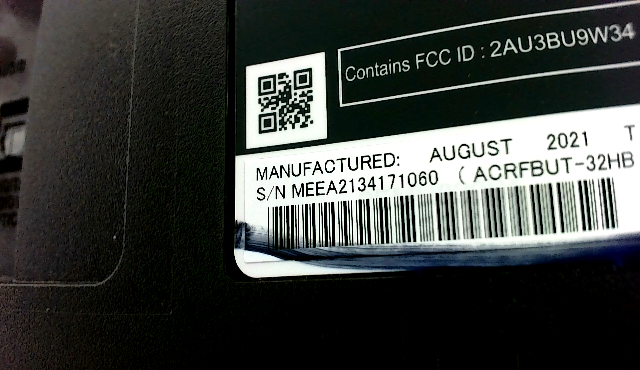 Contains FCC ID : 2AU3BU9W34
MANUFACTURED: AUGUST 2021 T
S/N MEEA2134171060 ( ACRFBUT-32HB